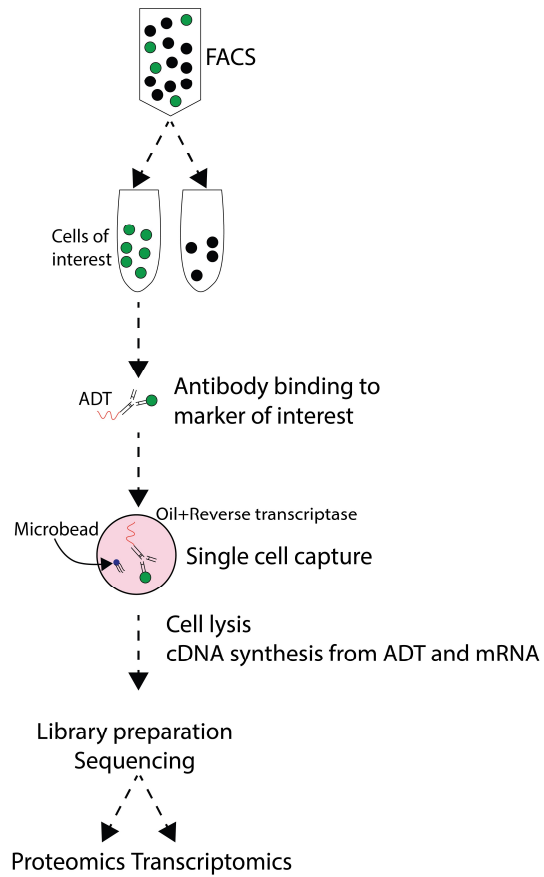 FACS
Cells of
interest
ADT
Antibody binding to
marker of interest
Oil+Reverse transcriptase
Microbead
Single cell capture
Cell lysis
cDNA synthesis from ADT and mRNA
Library preparation
Sequencing
Proteomics Transcriptomics